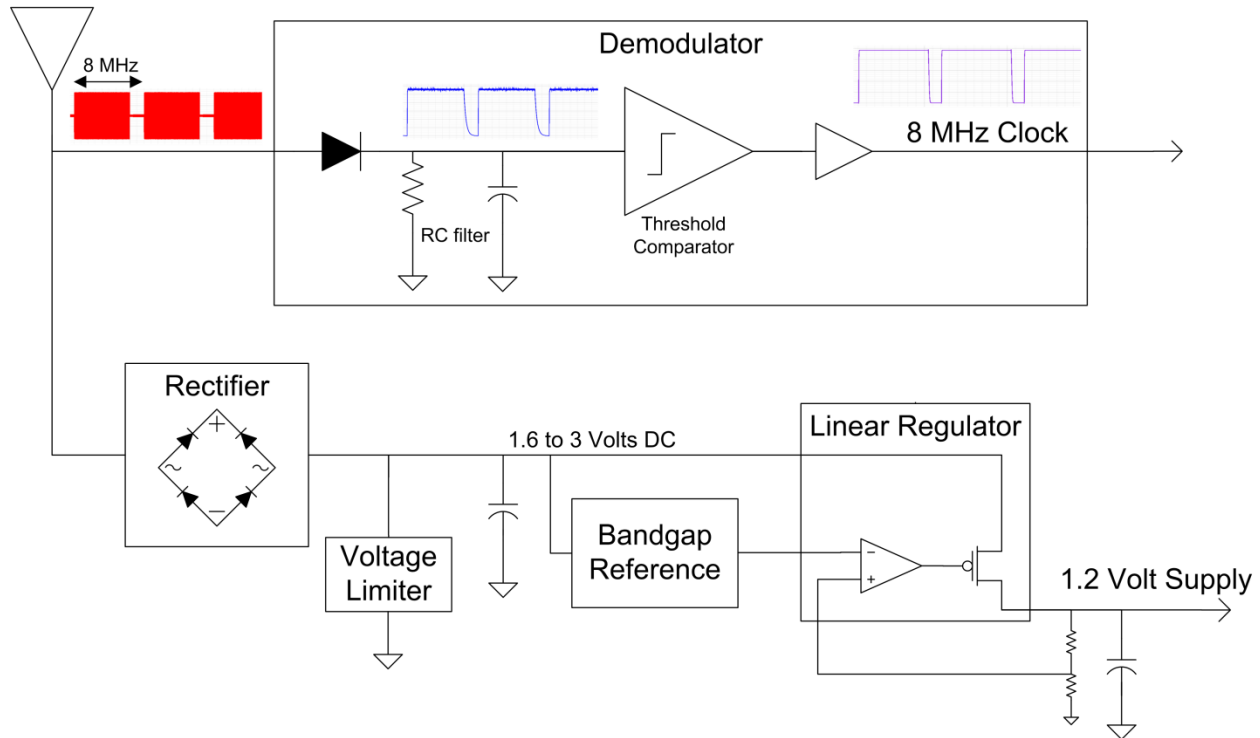 Demodulator
8 MHz
8 MHz Clock
RC filter
Threshold
Comparator
Rectifier
+
~ ~
−
1.6 to 3 Volts DC
Voltage
Limiter
Bandgap
Reference
Linear Regulator
−
+
1.2 Volt Supply